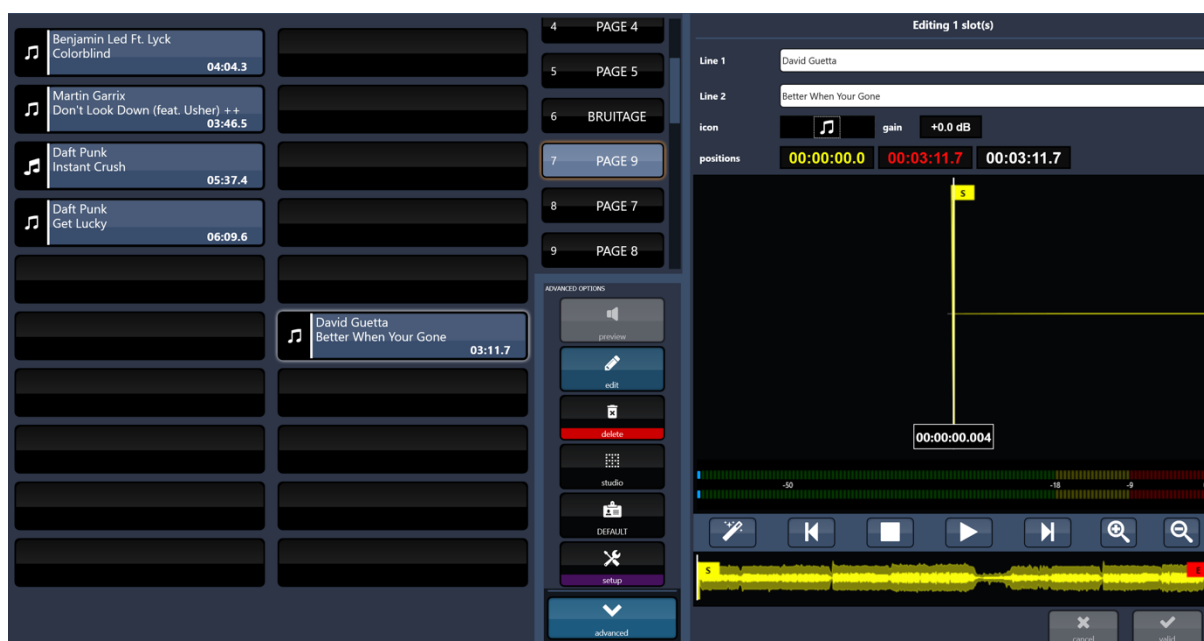 Benjamin Led Ft. Lyck
Colorblind
04:04.3
Martin Garrix
Don't Look Down (feat. Usher) ++
03:46.5
Daft Punk
Instant Crush
05:37.4
Daft Punk
Get Lucky
06:09.6
David Guetta
Better When Your Gone
03:11.7
4 PAGE 4
5 PAGE 5
6 BRUITAGE
7 PAGE 9
8 PAGE 7
9 PAGE 8
ADVANCED OPTIONS
preview
edit
delete
studio
DEFAULT
setup
advanced
Editing 1 slot(s)
Line 1 David Guetta
Line 2 Better When Your Gone
icon gain +0.0 dB
positions 00:00:00.0 00:03:11.7 00:03:11.7
S
00:00:00.004
-50 -18 -9
S E
cancel valid